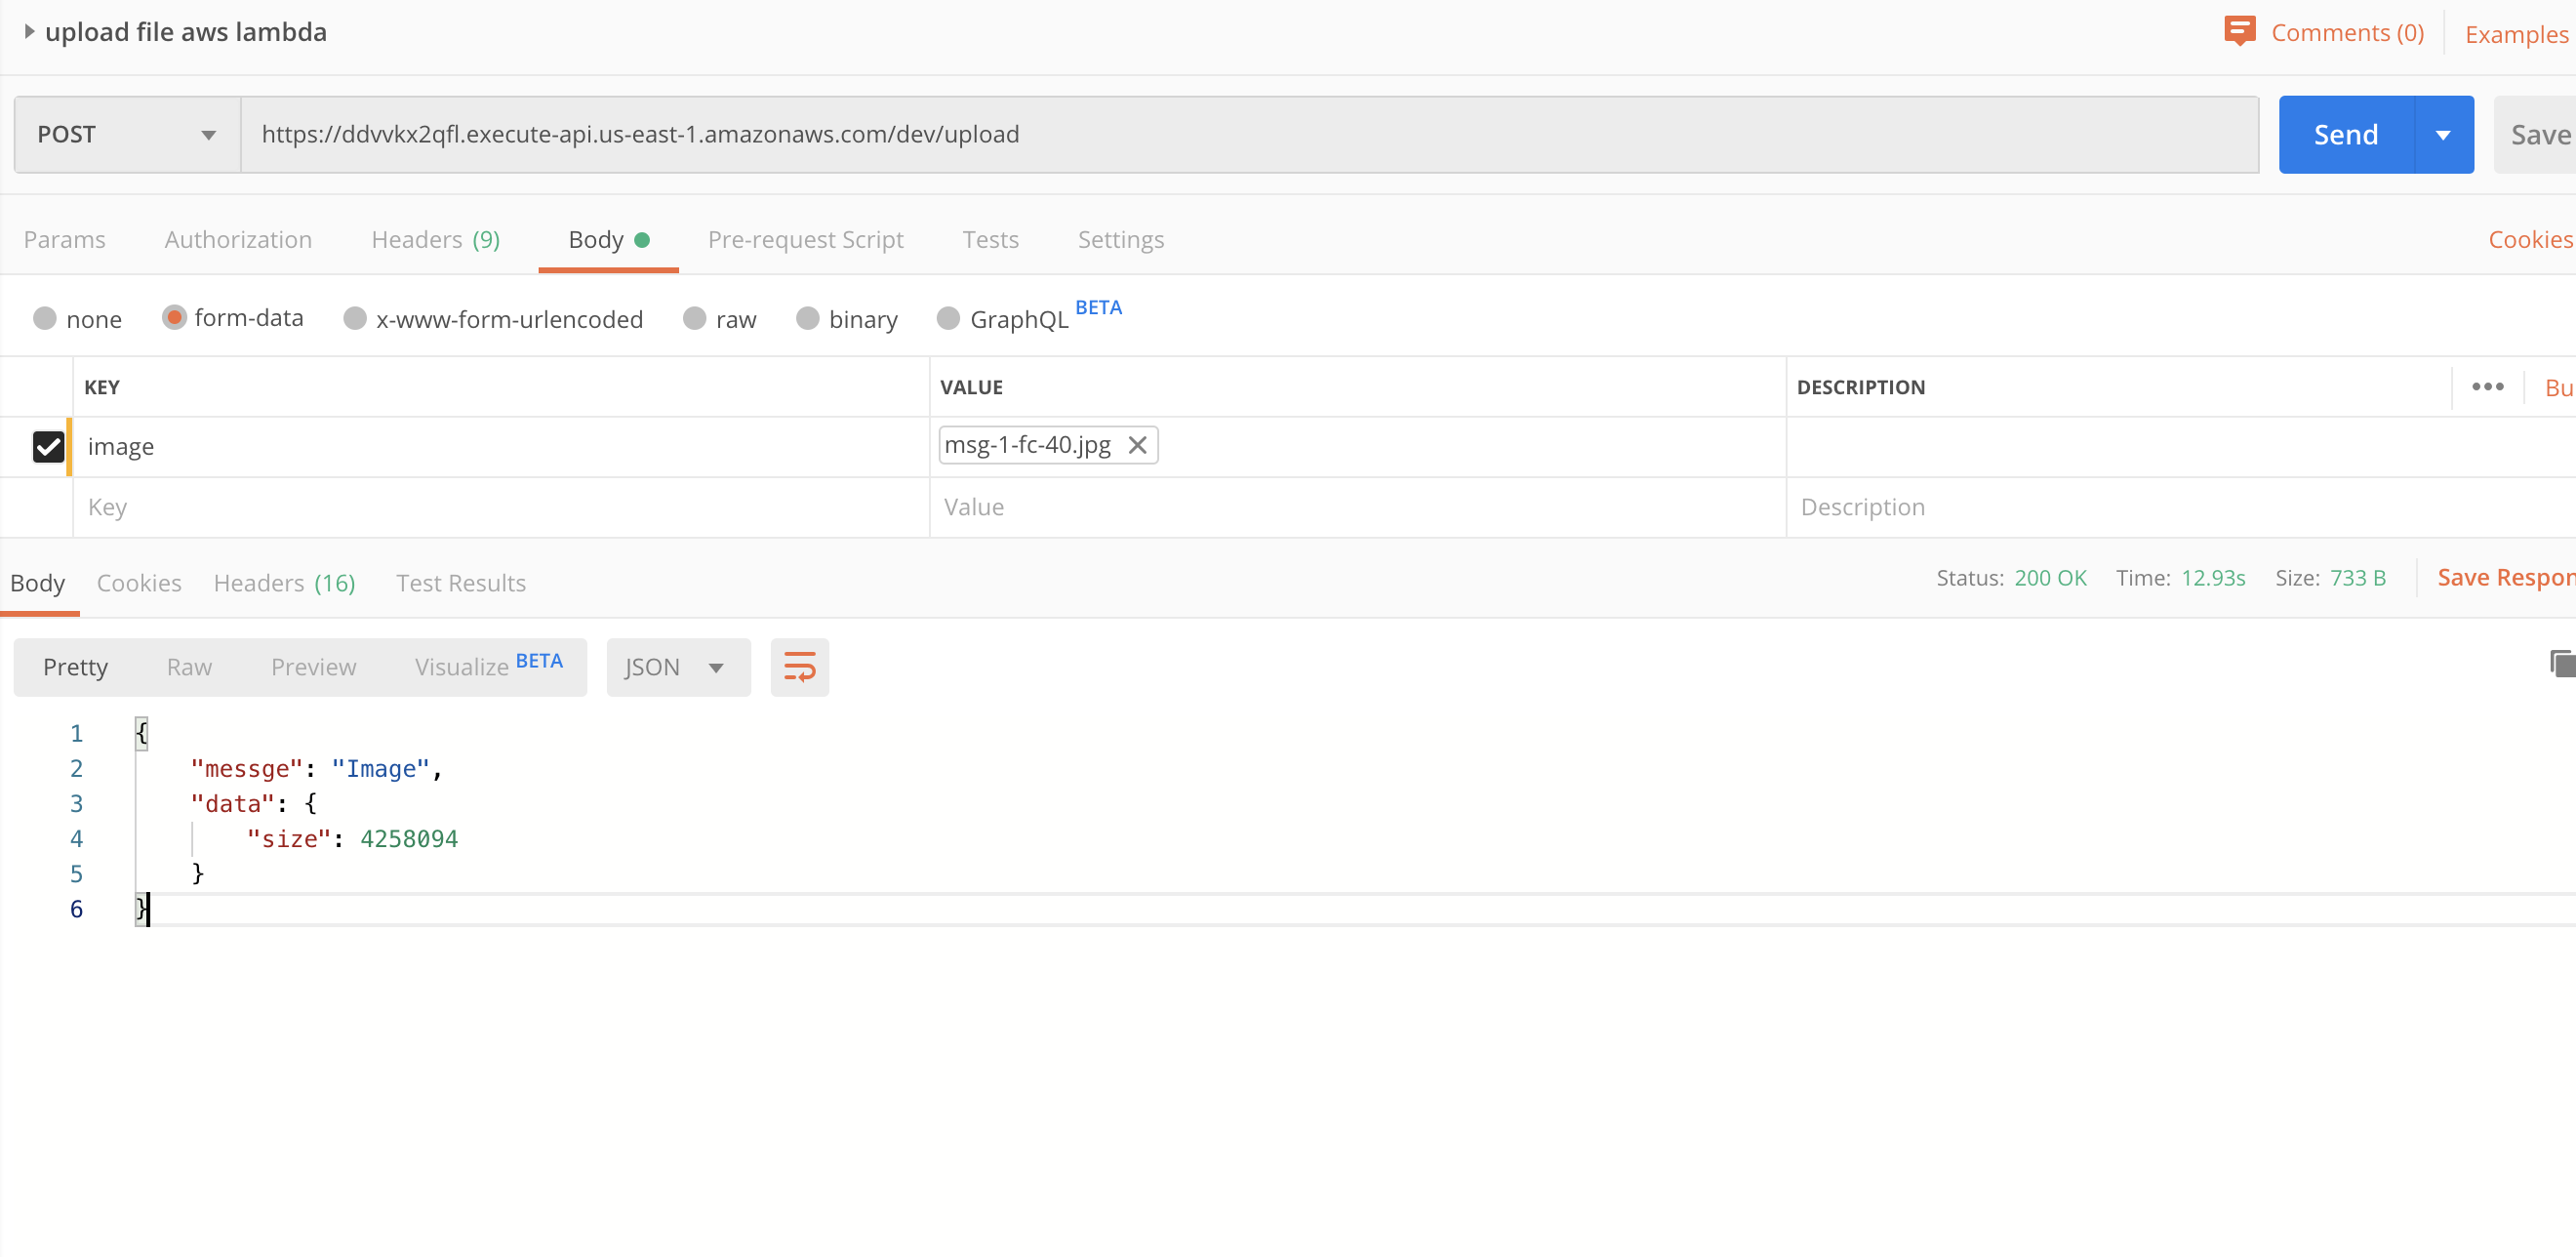 upload file aws lambda
Comments (0)
Examples
POST
https://ddvvkx2qfl.execute-api.us-east-1.amazonaws.com/dev/upload
Send
Save
Params Authorization Headers (9) Body Pre-request Script Tests Settings Cookies
none form-data x-www-form-urlencoded raw binary GraphQL BETA
KEY VALUE DESCRIPTION ••• Bu
image msg-1-fc-40.jpg
Key Value Description
Body Cookies Headers (16) Test Results Status: 200 OK Time: 12.93s Size: 733 B Save Respon
Pretty Raw Preview Visualize BETA JSON
1 {
2 "messge": "Image",
3 "data": {
4 "size": 4258094
5 }
6 }